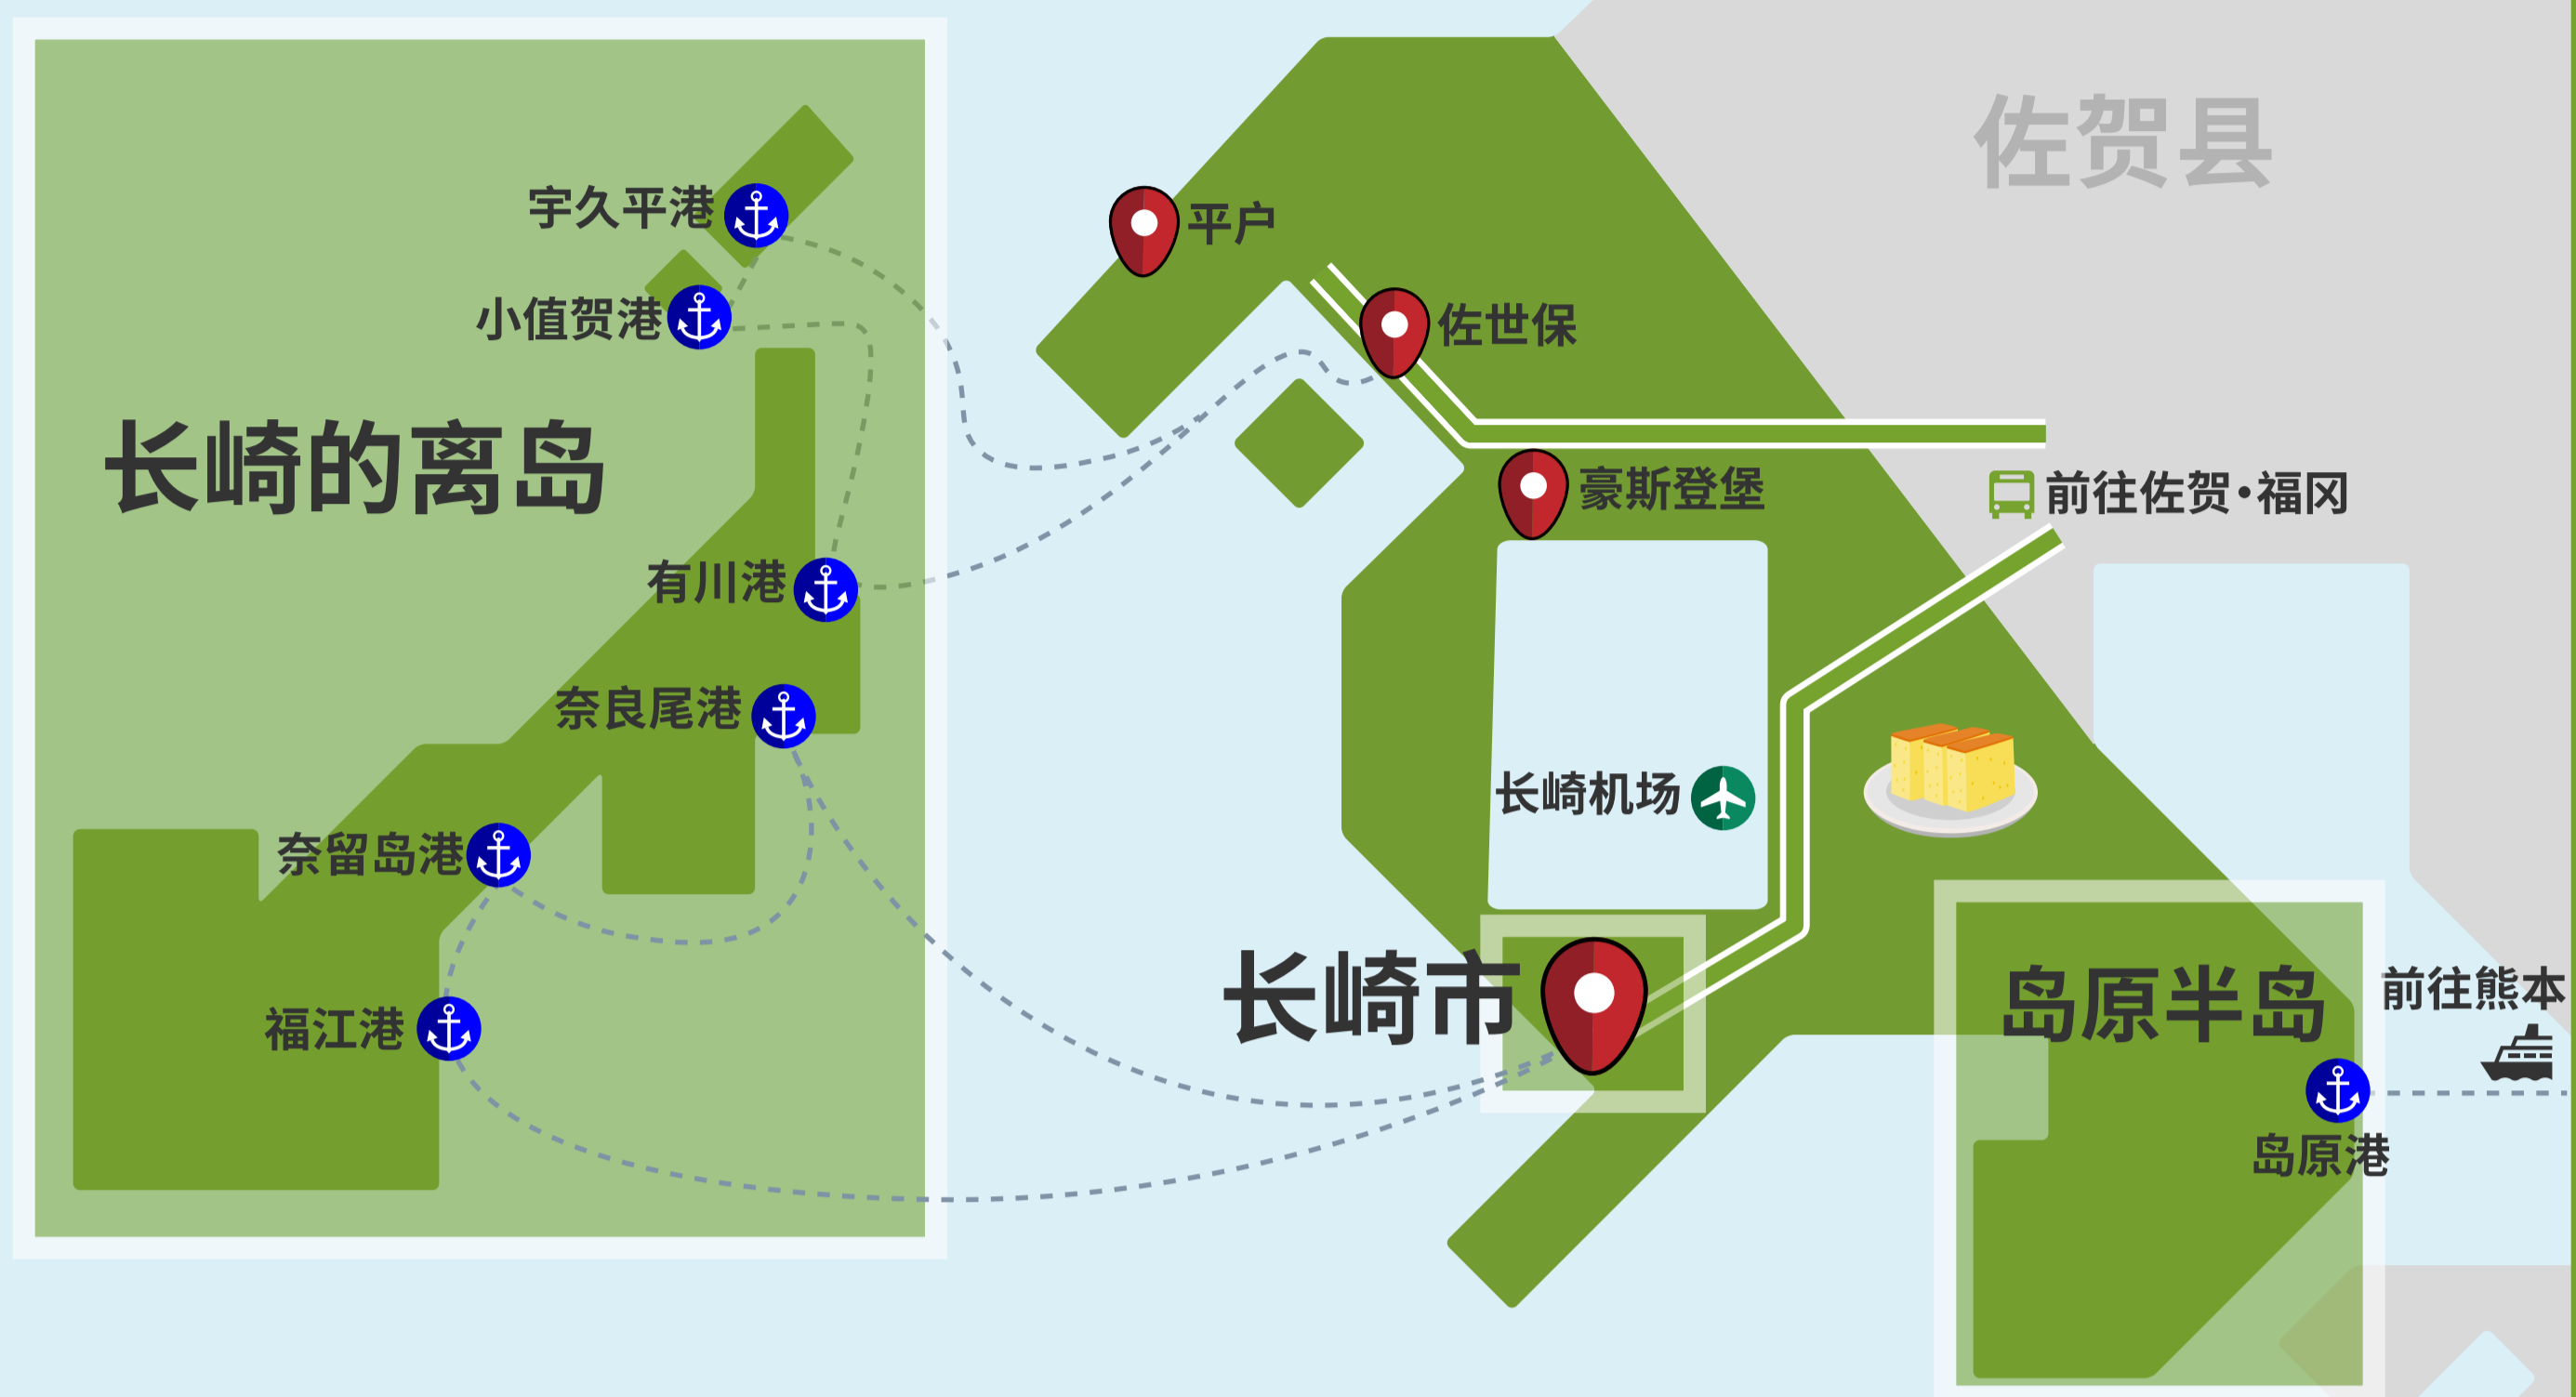 佐贺县
宇久平港
平户
小值贺港
佐世保
长崎的离岛
豪斯登堡
前往佐贺·福冈
有川港
奈良尾港
长崎机场
奈留岛港
长崎市
岛原半岛
前往熊本
福江港
岛原港